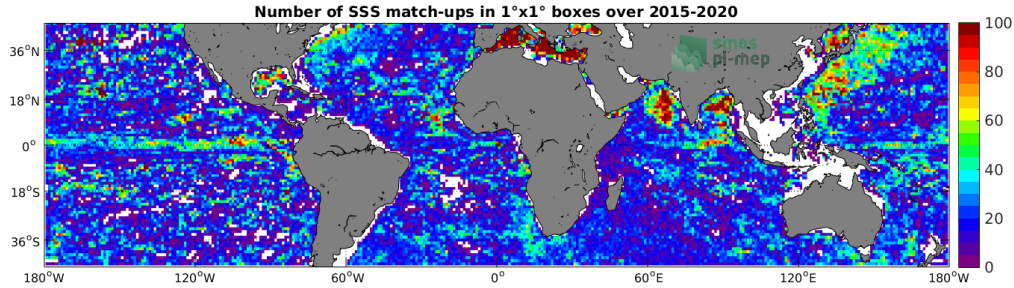 Number of SSS match-ups in 1°x1° boxes over 2015-2020
smos
pi-mep
36°N
18°N
0°
18°S
36°S
180°W
120°W
60°W
0°
60°E
120°E
180°W
100
80
60
40
20
0